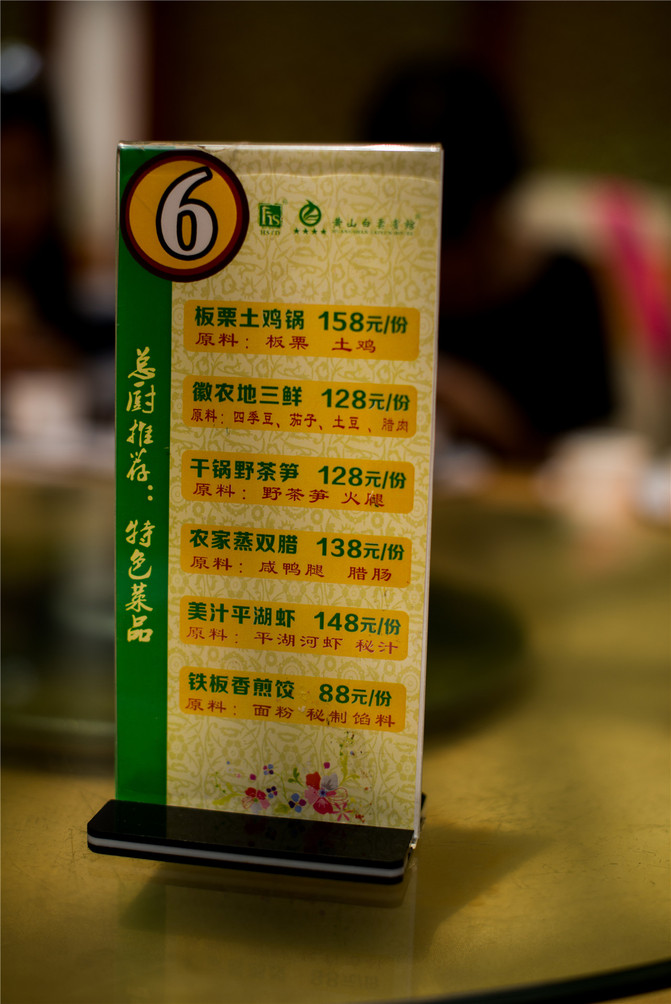 6
板栗土鸡锅 158元/份
原料：板栗 土鸡
徽农地三鲜 128元/份
原料：四季豆、茄子、土豆、腊肉
干锅野茶笋 128元/份
原料：野茶笋 火腿
农家蒸双腊 138元/份
原料：咸鸭腿 腊肠
美汁平湖虾 148元/份
原料：平湖河虾 秘汁
铁板香煎饺 88元/份
原料：面粉 秘制馅料
总厨推荐：特色菜品